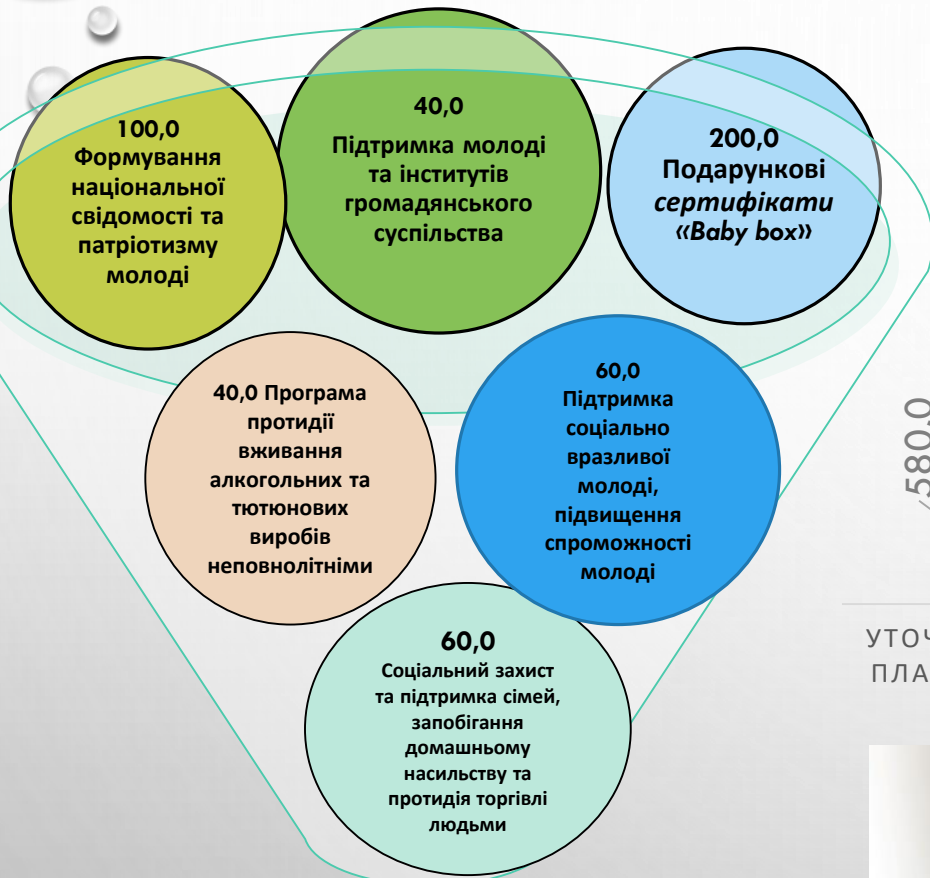 100,0
Формування
національної
свідомості та
патріотизму
молоді
40,0
Підтримка молоді
та інститутів
громадянського
суспільства
200,0
Подарункові
сертифікати
«Baby box»
40,0 Програма
протидії
вживання
алкогольних та
тютюнових
виробів
неповнолітніми
60,0
Підтримка
соціально
вразливої
молоді,
підвищення
спроможності
молоді
60,0
Соціальний захист
та підтримка сімей,
запобігання
домашньому
насильству та
протидія торгівлі
людьми
580,0